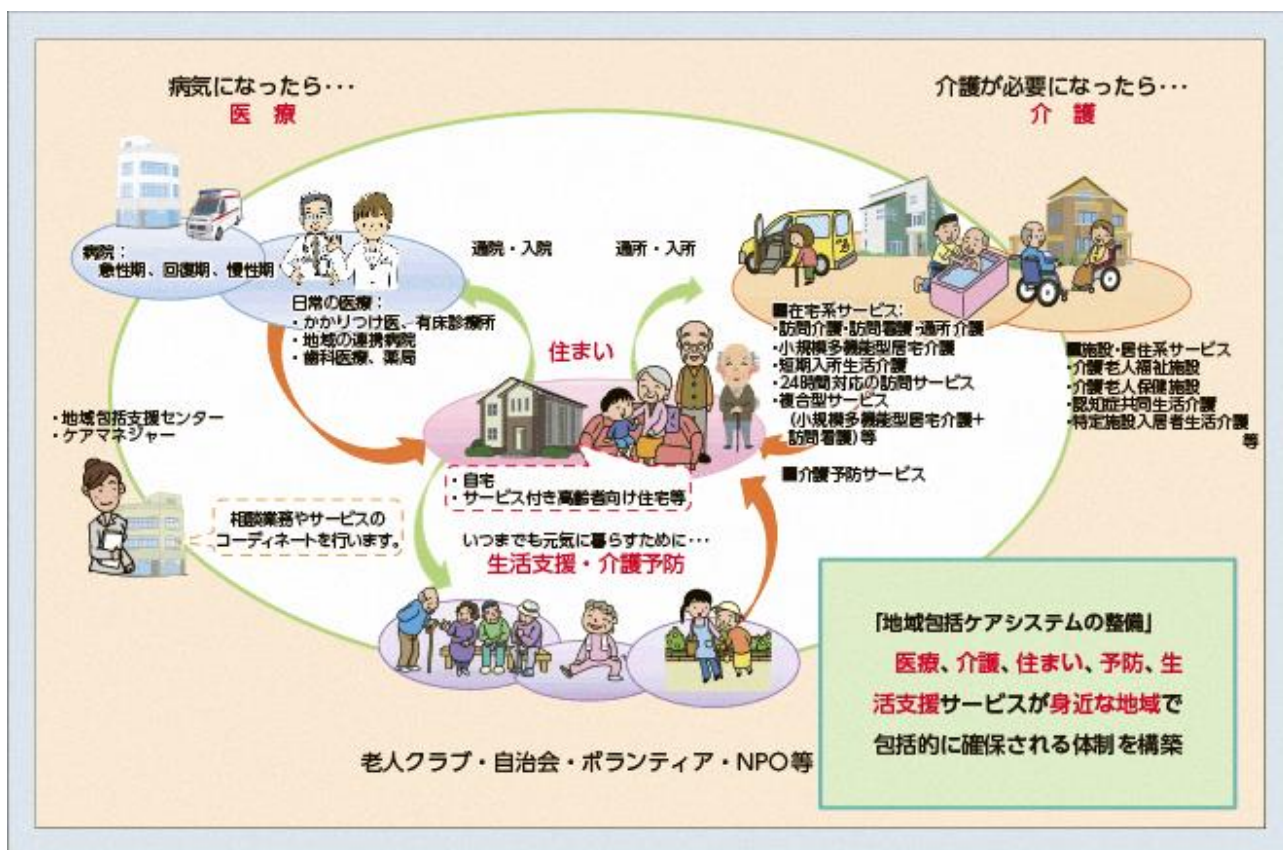 病気になったら･･･
医療
介護が必要になったら･･･
介護
病院：
急性期、回復期、慢性期
日常の医療：
・かかりつけ医、有床診療所
・地域の連携病院
・歯科医療、薬局
通院・入院
通所・入所
住まい
■在宅系サービス：
・訪問介護・訪問看護・通所介護
・小規模多機能型居宅介護
・短期入所生活介護
・24時間対応の訪問サービス
・複合型サービス
（小規模多機能型居宅介護＋
訪問看護）等
■介護予防サービス
■施設・居住系サービス
・介護老人福祉施設
・介護老人保健施設
・認知症共同生活介護
・特定施設入居者生活介護
等
・地域包括支援センター
・ケアマネジャー
相談業務やサービスの
コーディネートを行います。
・自宅
・サービス付き高齢者向け住宅等
いつまでも元気に暮らすために･･･
生活支援・介護予防
老人クラブ・自治会・ボランティア・NPO等
「地域包括ケアシステムの整備」
医療、介護、住まい、予防、生
活支援サービスが身近な地域で
包括的に確保される体制を構築